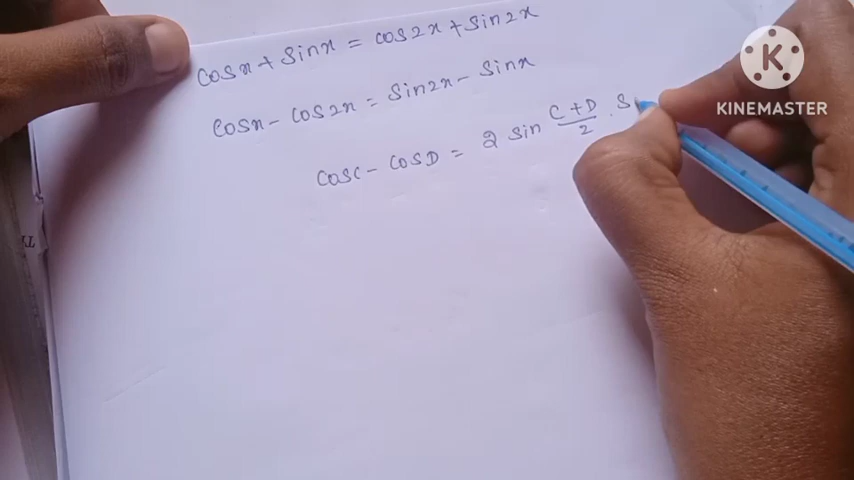 cosx + sinx = cos2x + sin2x
cosx - cos2x = sin2x - sinx
cosC - cosD = 2 sin C+D/2 . S
K
KINEMASTER